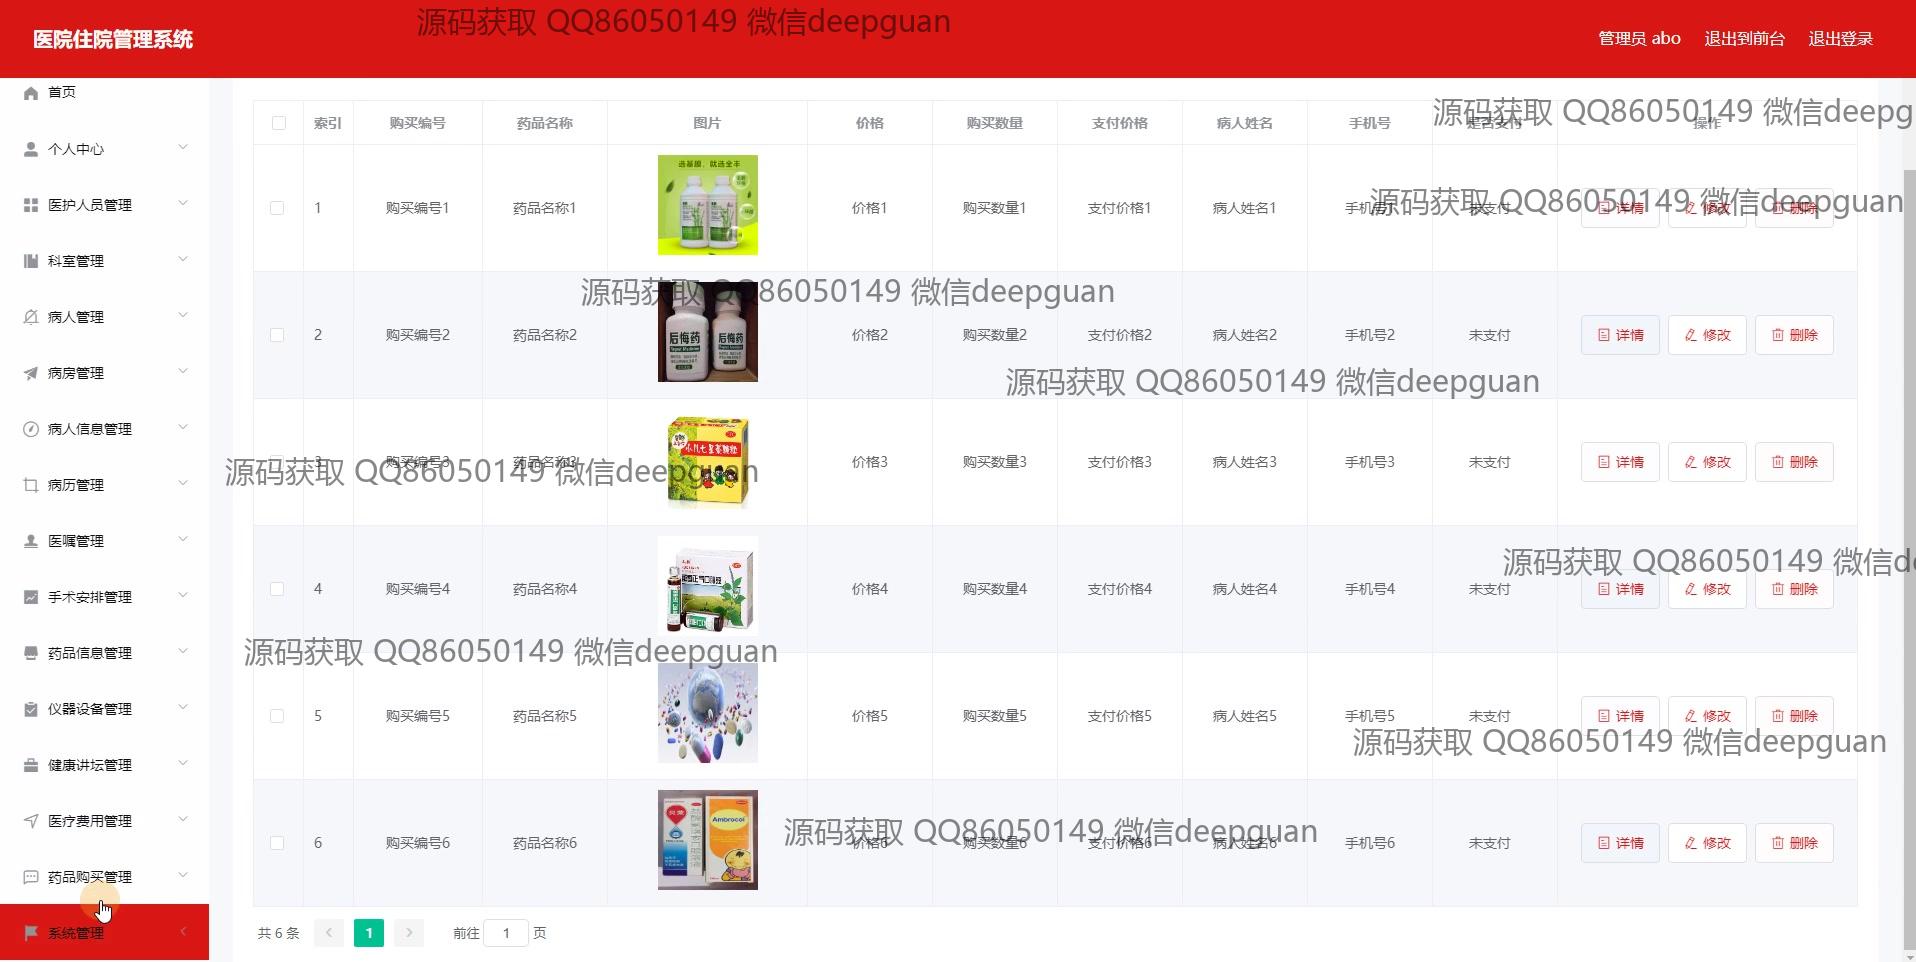 医院住院管理系统
源码获取 QQ86050149 微信deepguan
管理员 abo 退出到前台 退出登录
首页
个人中心
医护人员管理
科室管理
病人管理
病房管理
病人信息管理
病历管理
医嘱管理
手术安排管理
药品信息管理
仪器设备管理
健康讲坛管理
医疗费用管理
药品购买管理
系统管理
索引 购买编号 药品名称 图片 价格 购买数量 支付价格 病人姓名 手机号 是否支付 操作
源码获取 QQ86050149 微信deepg
1 购买编号1 药品名称1 价格1 购买数量1 支付价格1 病人姓名1 手机号1 未支付 详情 修改 删除
选基膜,就选全丰
源码获取 QQ86050149 微信deepguan
源码获取 QQ86050149 微信deepguan
2 购买编号2 药品名称2 价格2 购买数量2 支付价格2 病人姓名2 手机号2 未支付 详情 修改 删除
后悔药 后悔药
源码获取 QQ86050149 微信deepguan
3 购买编号3 药品名称3 价格3 购买数量3 支付价格3 病人姓名3 手机号3 未支付 详情 修改 删除
小儿七星茶颗粒
源码获取 QQ86050149 微信deepguan
源码获取 QQ86050149 微信de
4 购买编号4 药品名称4 价格4 购买数量4 支付价格4 病人姓名4 手机号4 未支付 详情 修改 删除
源码获取 QQ86050149 微信deepguan
5 购买编号5 药品名称5 价格5 购买数量5 支付价格5 病人姓名5 手机号5 未支付 详情 修改 删除
源码获取 QQ86050149 微信deepguan
源码获取 QQ86050149 微信deepguan
6 购买编号6 药品名称6 价格6 购买数量6 支付价格6 病人姓名6 手机号6 未支付 详情 修改 删除
Ambrocol
共 6 条 1 前往 1 页